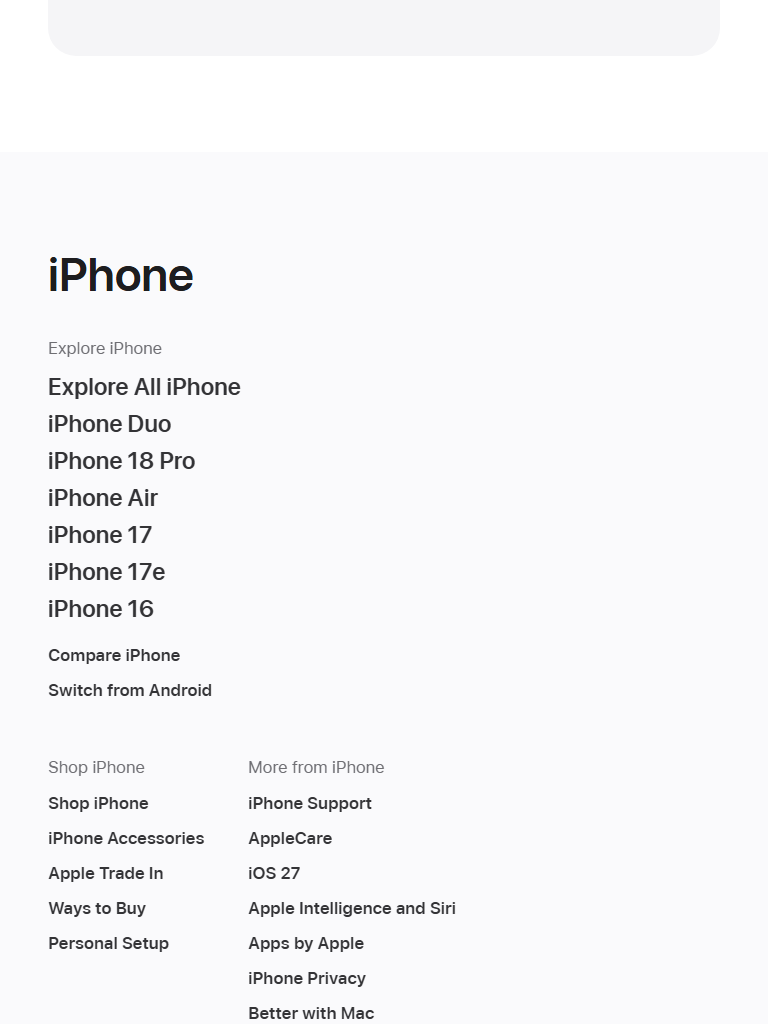 iPhone
Explore iPhone
Explore All iPhone
iPhone Duo
iPhone 18 Pro
iPhone Air
iPhone 17
iPhone 17e
iPhone 16
Compare iPhone
Switch from Android
Shop iPhone
Shop iPhone
iPhone Accessories
Apple Trade In
Ways to Buy
Personal Setup
More from iPhone
iPhone Support
AppleCare
iOS 27
Apple Intelligence and Siri
Apps by Apple
iPhone Privacy
Better with Mac